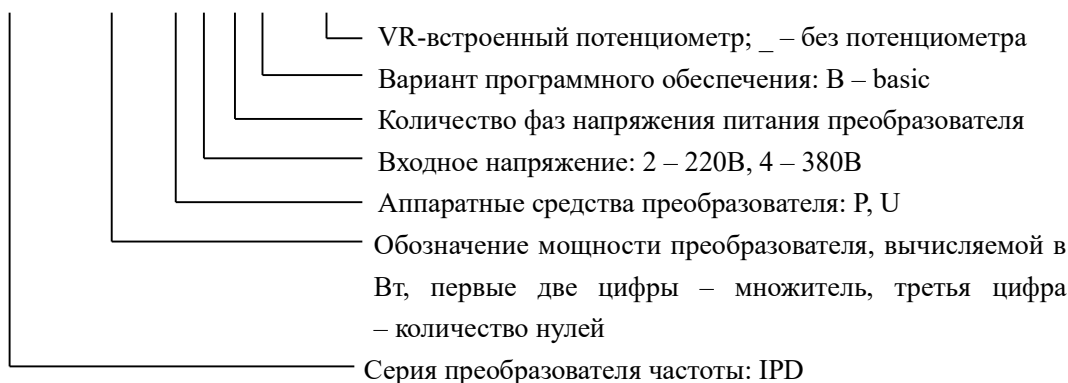 VR-встроенный потенциометр; _ – без потенциометра
Вариант программного обеспечения: B – basic
Количество фаз напряжения питания преобразователя
Входное напряжение: 2 – 220В, 4 – 380В
Аппаратные средства преобразователя: P, U
Обозначение мощности преобразователя, вычисляемой в
Вт, первые две цифры – множитель, третья цифра
– количество нулей
Серия преобразователя частоты: IPD